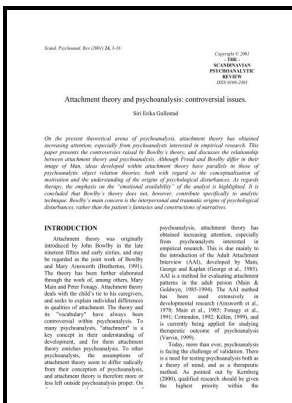 Scand. Psychoanal. Rev (2001) 24, 3-16
Copyright © 2001
- THE -
SCANDINAVIAN
PSYCHOANALYTIC
REVIEW
ISSN 0106-2301
Attachment theory and psychoanalysis: controversial issues.
Siri Erika Gullestad
On the present theoretical arena of psychoanalysis, attachment theory has obtained
increasing attention, especially from psychoanalysts interested in empirical research. This
paper presents the controversies raised by Bowlby's theory, and discusses the relationship
between attachment theory and psychoanalysis. Although Freud and Bowlby differ in their
image of Man, ideas developed within attachment theory have parallels in those of
psychoanalytic object relation theories, both with regard to the conceptualisation of
motivation and the understanding of the origins of psychological disturbances. As regards
therapy, the emphasis on the "emotional availability" of the analyst is highlighted. It is
concluded that Bowlby's theory does not, however, contribute specifically to analytic
technique. Bowlby's main concern is the interpersonal and traumatic origins of psychological
disturbances, rather than the patient's fantasies and constructions of narratives.
INTRODUCTION
Attachment theory was originally
introduced by John Bowlby in the late
nineteen fifties and early sixties, and may
be regarded as the joint work of Bowlby
and Mary Ainsworth (Bretherton, 1991).
The theory has been further elaborated
through the work of, among others, Mary
Main and Peter Fonagy. Attachment theory
deals with the child's tie to his caregivers,
and seeks to explain individual differences
in qualities of attachment. The theory and
its "vocabulary" have always been
controversial within psychoanalysis. To
many psychoanalysts, "attachment" is a
key concept in their understanding of
development, and for them attachment
theory enriches psychoanalysis. To other
psychoanalysts, the assumptions of
attachment theory seem to differ radically
from their conception of psychoanalysis,
and attachment theory is therefore more or
less left outside psychoanalysis proper. On
psychoanalysis, attachment theory has
obtained increasing attention, especially
from psychoanalysts interested in
empirical research. This is due mainly to
the introduction of the Adult Attachment
Interview (AAI), developed by Main,
George and Kaplan (George et al., 1985).
AAI is a method for evaluating attachment
patterns in the adult person (Main &
Goldwyn, 1985-1994). The AAI method
has been used extensively in
developmental research (Ainsworth et al.,
1978; Main et al., 1985; Fonagy et al.,
1991; Crittenden, 1992; Killén, 1999), and
is currently being applied for studying
therapeutic outcome of psychoanalysis
(Varvin, 1999).
Today, more than ever, psychoanalysis
is facing the challenge of validation. There
is a need for testing psychoanalysis both as
a theory of mind, and as a therapeutic
method. As pointed out by Kernberg
(2000), qualified research should be given
the highest priority within the